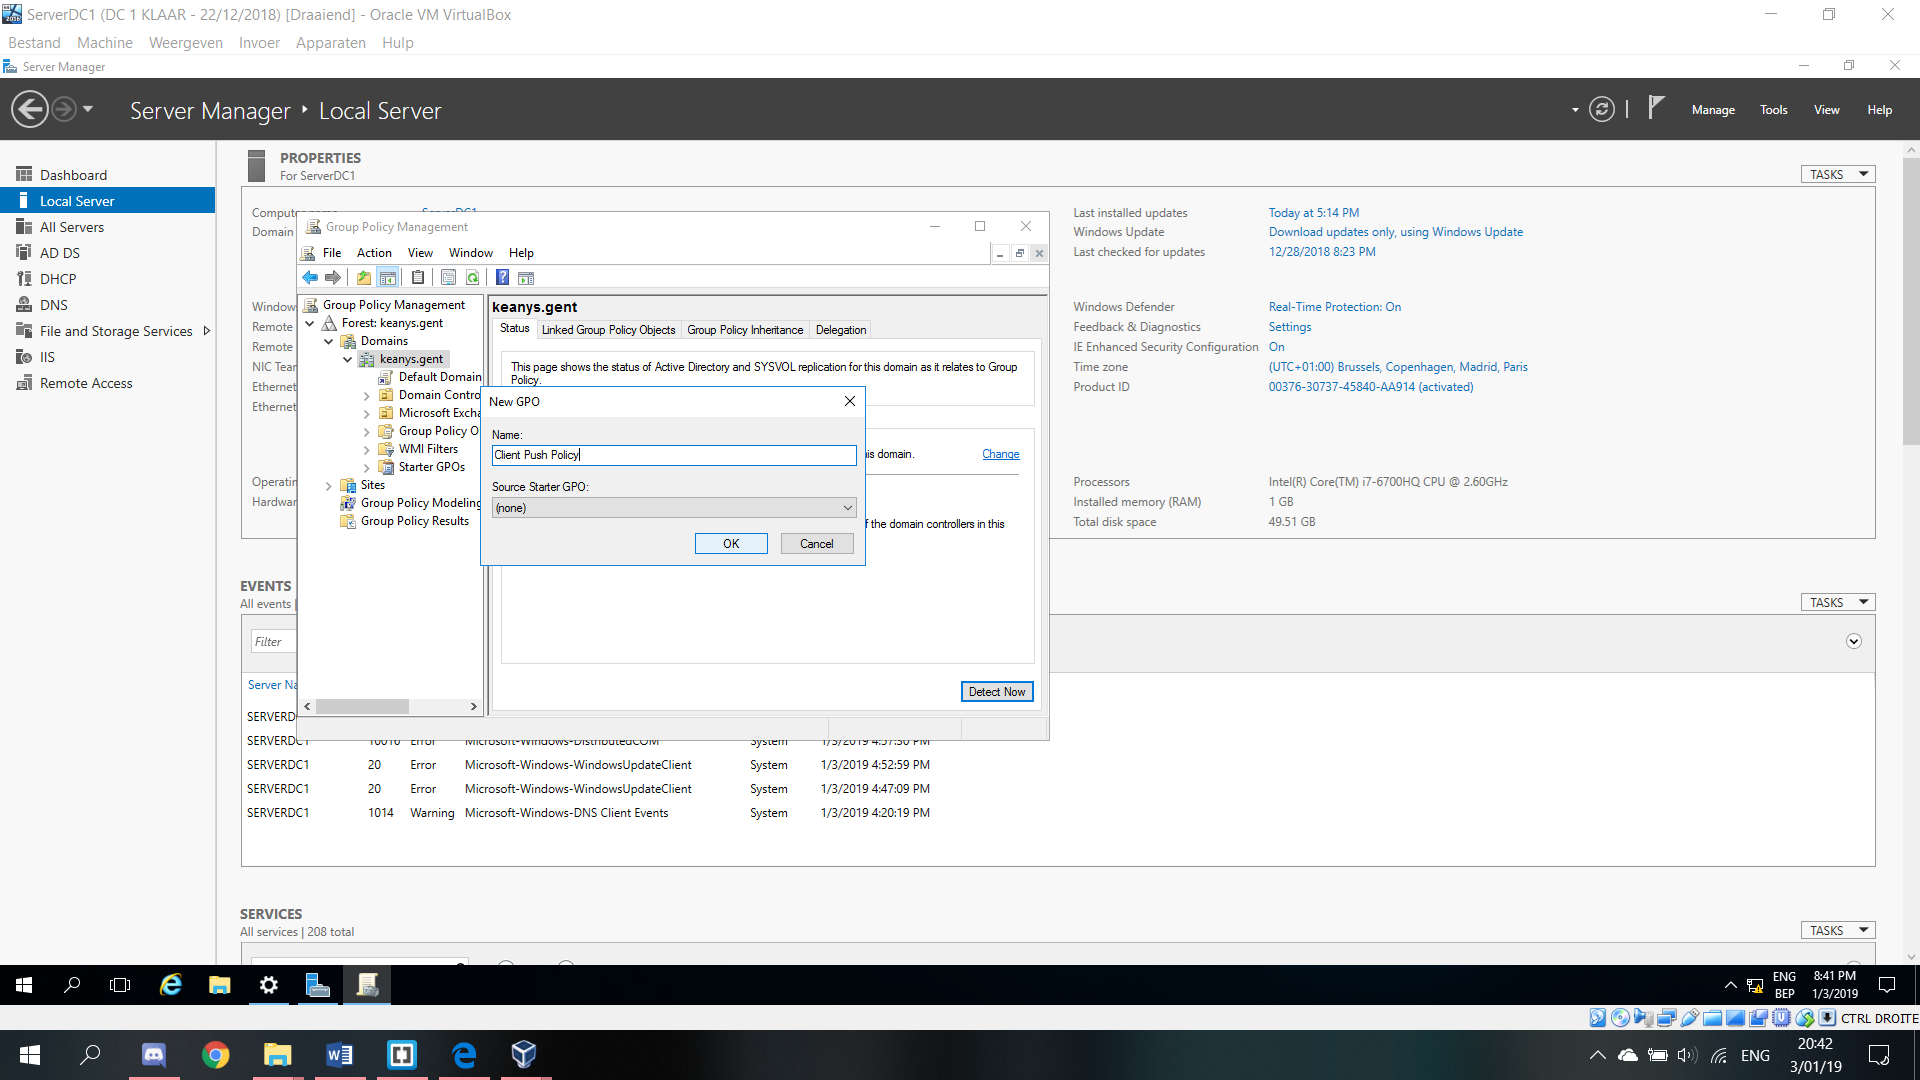 ServerDC1 (DC 1 KLAAR - 22/12/2018) [Draaiend] - Oracle VM VirtualBox
Bestand Machine Weergeven Invoer Apparaten Hulp
Server Manager
Server Manager Local Server
Manage Tools View Help
Dashboard
Local Server
All Servers
AD DS
DHCP
DNS
File and Storage Services
IIS
Remote Access
PROPERTIES
For ServerDC1
TASKS
Domain
Remote
Remote
Ethernet
Ethernet
Last installed updates Today at 5:14 PM
Windows Update Download updates only, using Windows Update
Last checked for updates 12/28/2018 8:23 PM
Windows Defender Real-Time Protection: On
Feedback & Diagnostics Settings
IE Enhanced Security Configuration On
Time zone (UTC+01:00) Brussels, Copenhagen, Madrid, Paris
Product ID 00376-30737-45840-AA914 (activated)
Processors Intel(R) Core(TM) i7-6700HQ CPU @ 2.60GHz
Installed memory (RAM) 1 GB
Total disk space 49.51 GB
Group Policy Management
File Action View Window Help
Group Policy Management
Forest: keanys.gent
Domains
keanys.gent
Default Domain
Domain Contro
Microsoft Excha
Group Policy O
WMI Filters
Starter GPOs
Sites
Group Policy Modeling
Group Policy Results
keanys.gent
Status Linked Group Policy Objects Group Policy Inheritance Delegation
This page shows the status of Active Directory and SYSVOL replication for this domain as it relates to Group
Policy.
is domain. Change
f the domain controllers in this
Detect Now
New GPO
Name:
Client Push Policy
Source Starter GPO:
(none)
OK Cancel
EVENTS
All events |
TASKS
Filter
Server Na
SERVERD
SERVERDC1 10016 Error Microsoft-Windows-DistributedCOM System 1/3/2019 4:57:30 PM
SERVERDC1 20 Error Microsoft-Windows-WindowsUpdateClient System 1/3/2019 4:52:59 PM
SERVERDC1 20 Error Microsoft-Windows-WindowsUpdateClient System 1/3/2019 4:47:09 PM
SERVERDC1 1014 Warning Microsoft-Windows-DNS Client Events System 1/3/2019 4:20:19 PM
SERVICES
All services | 208 total
TASKS
ENG
BEP
8:41 PM
1/3/2019
CTRL DROITE
ENG
20:42
3/01/19